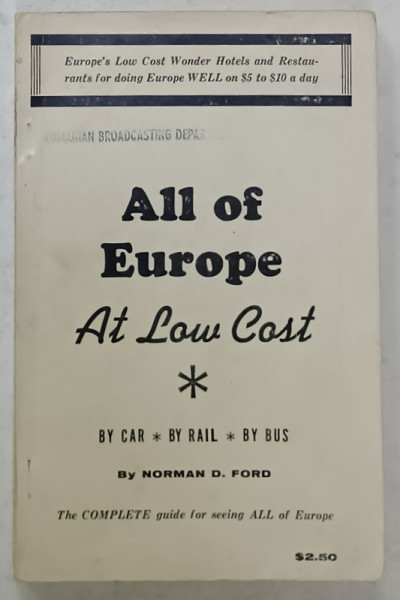 Europe's Low Cost Wonder Hotels and Restau-
rants for doing Europe WELL on $5 to $10 a day
BROADCASTING DEPAR
All of
Europe
At Low Cost
*
BY CAR * BY RAIL * BY BUS
By NORMAN D. FORD
The COMPLETE guide for seeing ALL of Europe
$2.50